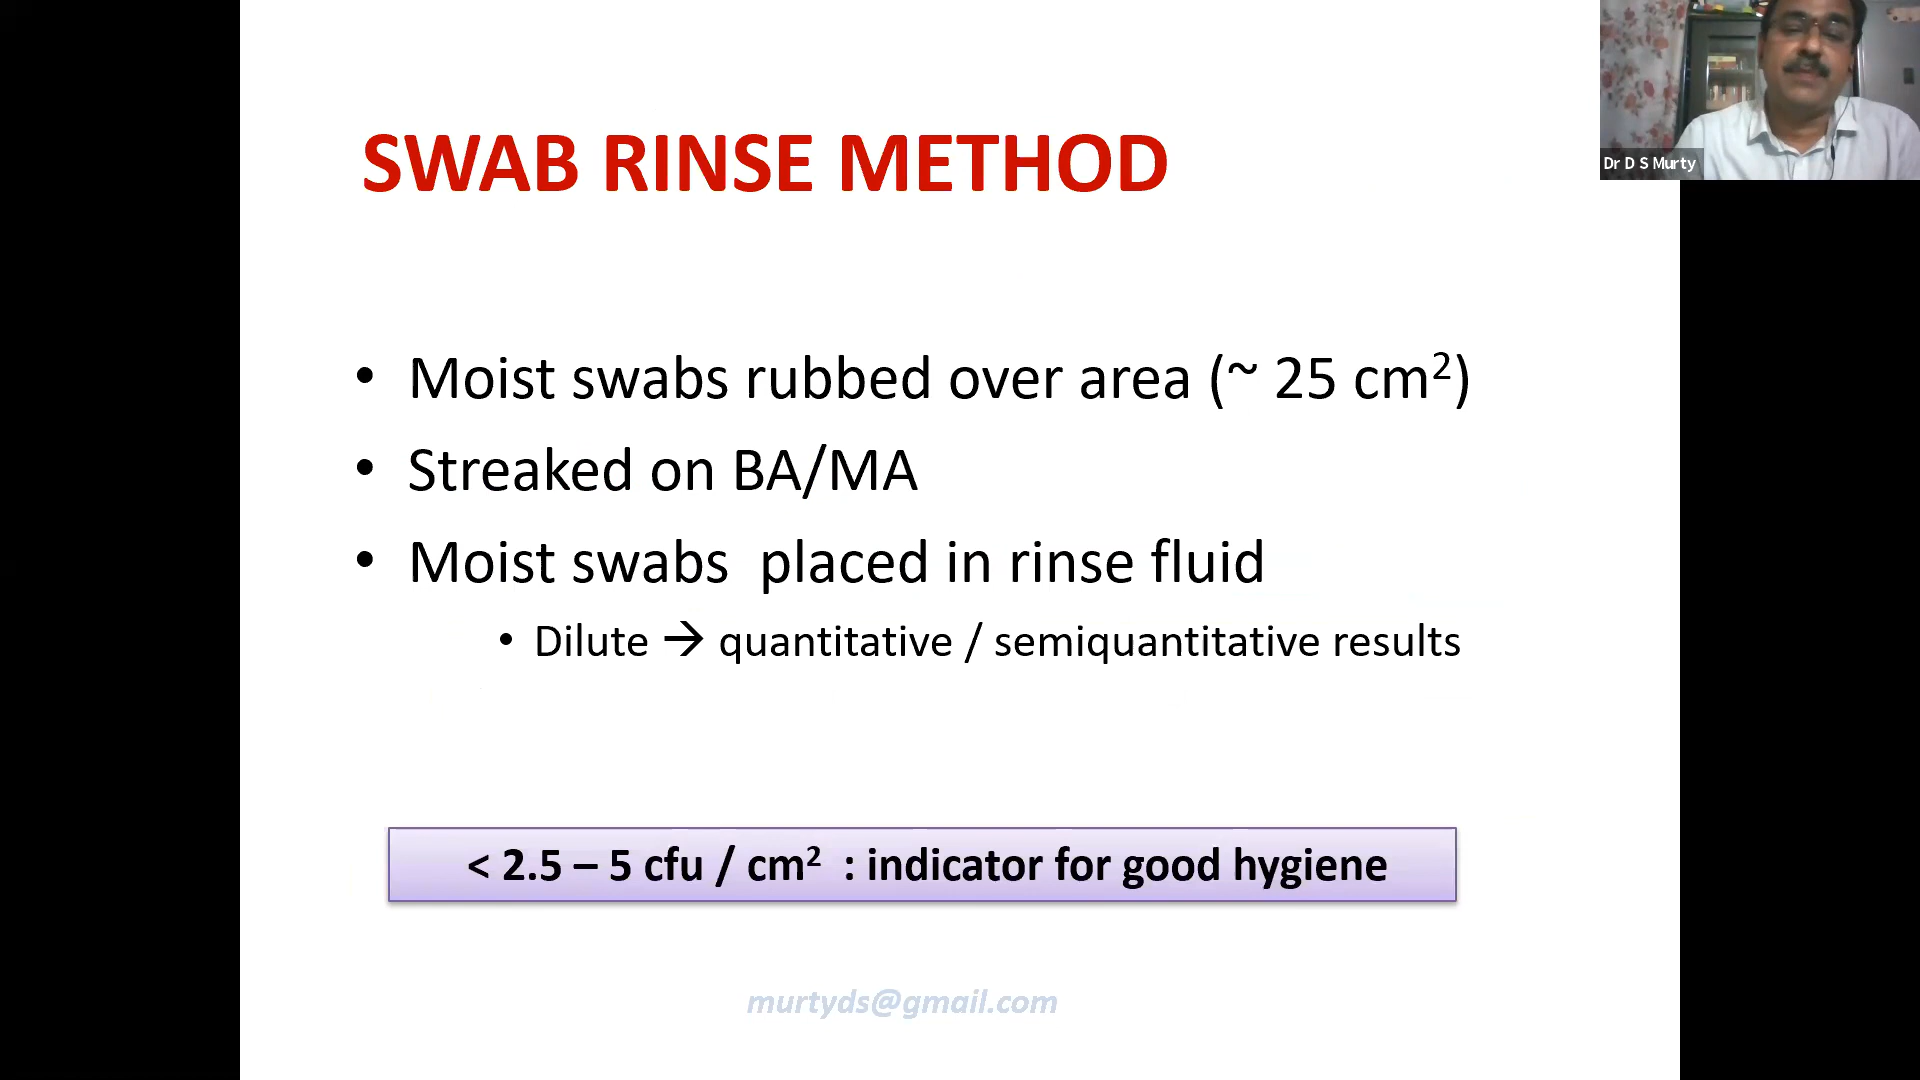 Dr D S Murty
SWAB RINSE METHOD
• Moist swabs rubbed over area (~ 25 cm²)
• Streaked on BA/MA
• Moist swabs  placed in rinse fluid
• Dilute → quantitative / semiquantitative results
< 2.5 – 5 cfu / cm²  : indicator for good hygiene
murtyds@gmail.com